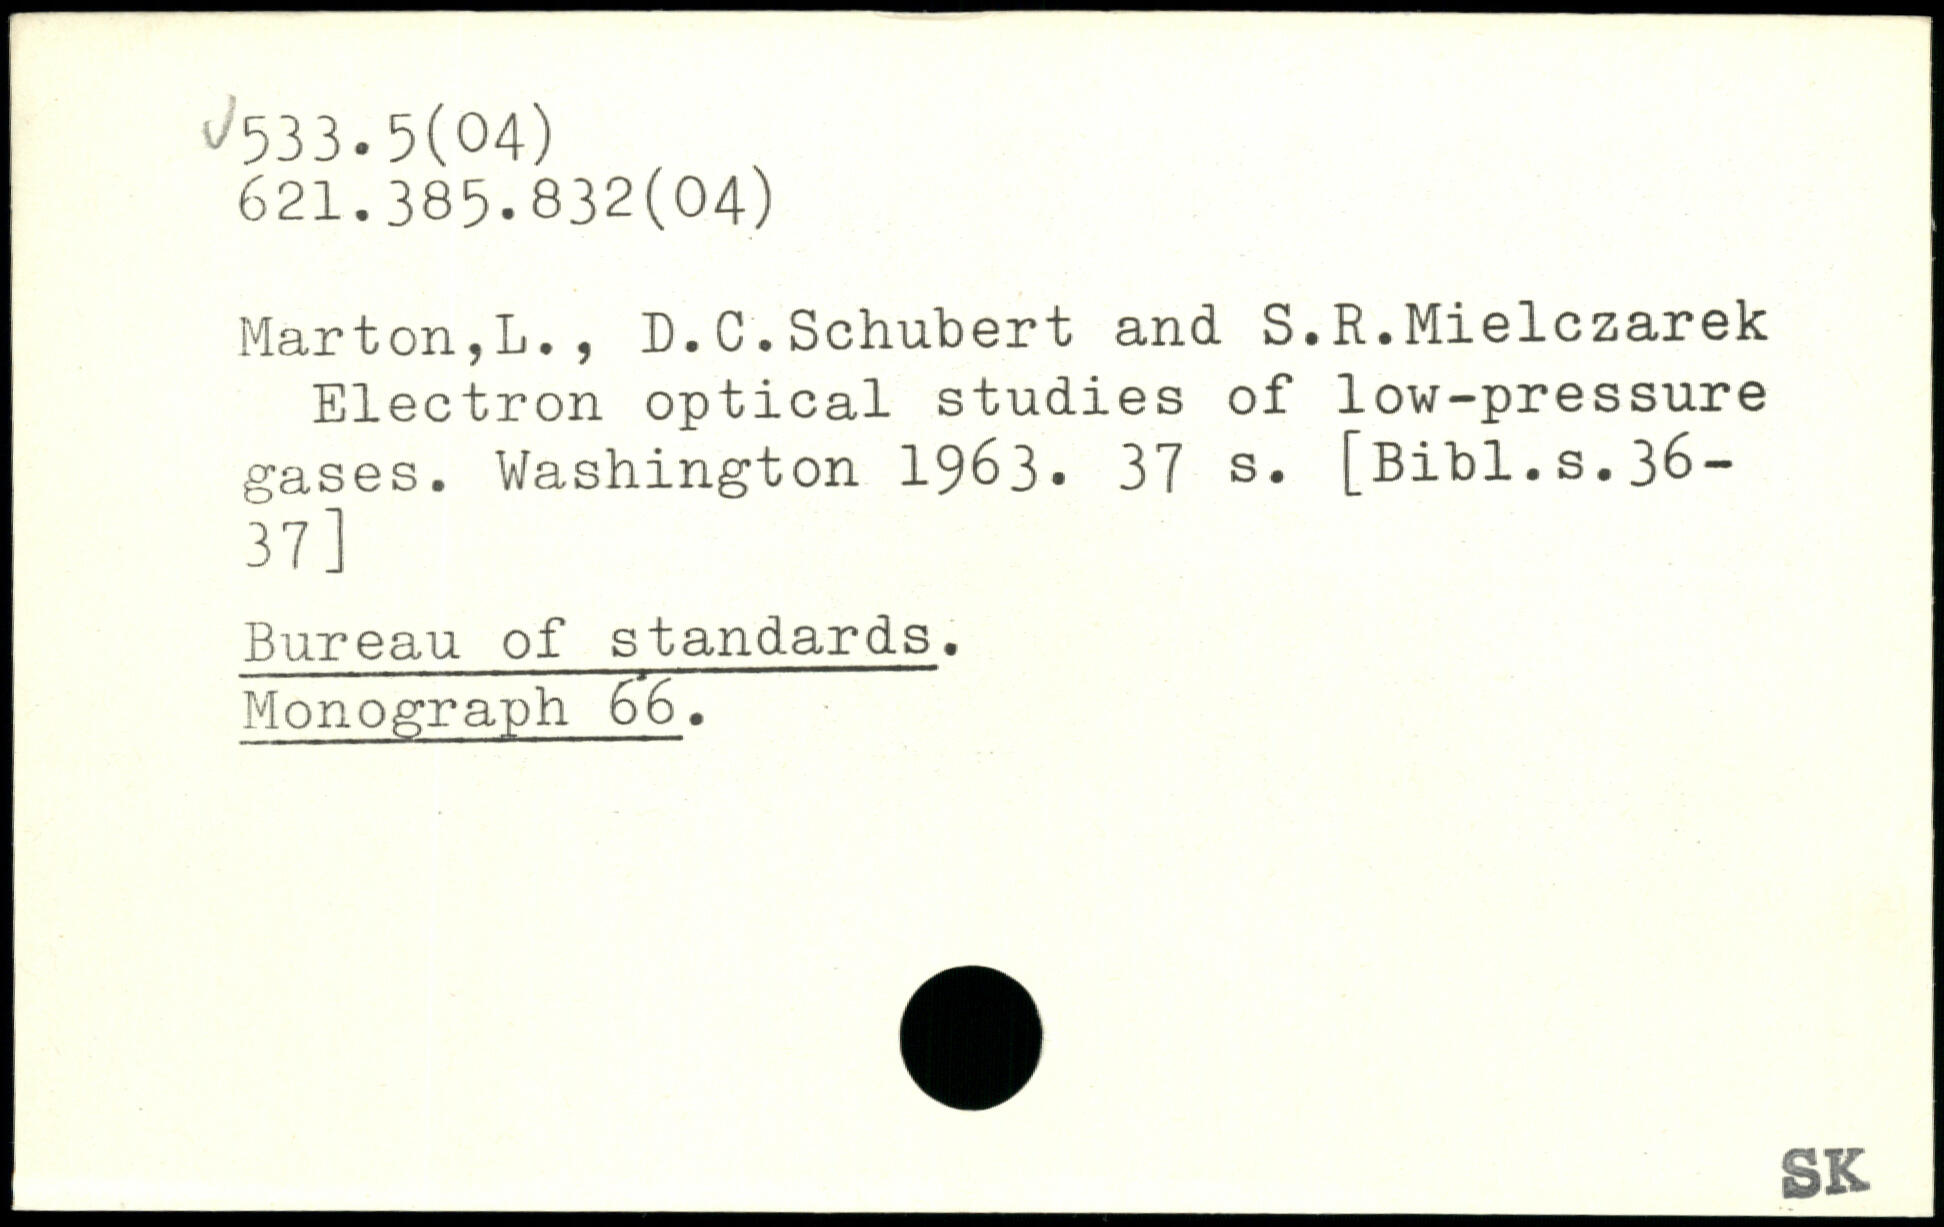 533.5(04)
621.385.832(04)
Marton,L., D.C.Schubert and S.R.Mielczarek
Electron optical studies of low-pressure
gases. Washington 1963. 37 s. [Bibl.s.36-
37]
Bureau of standards.
Monograph 66.
SK